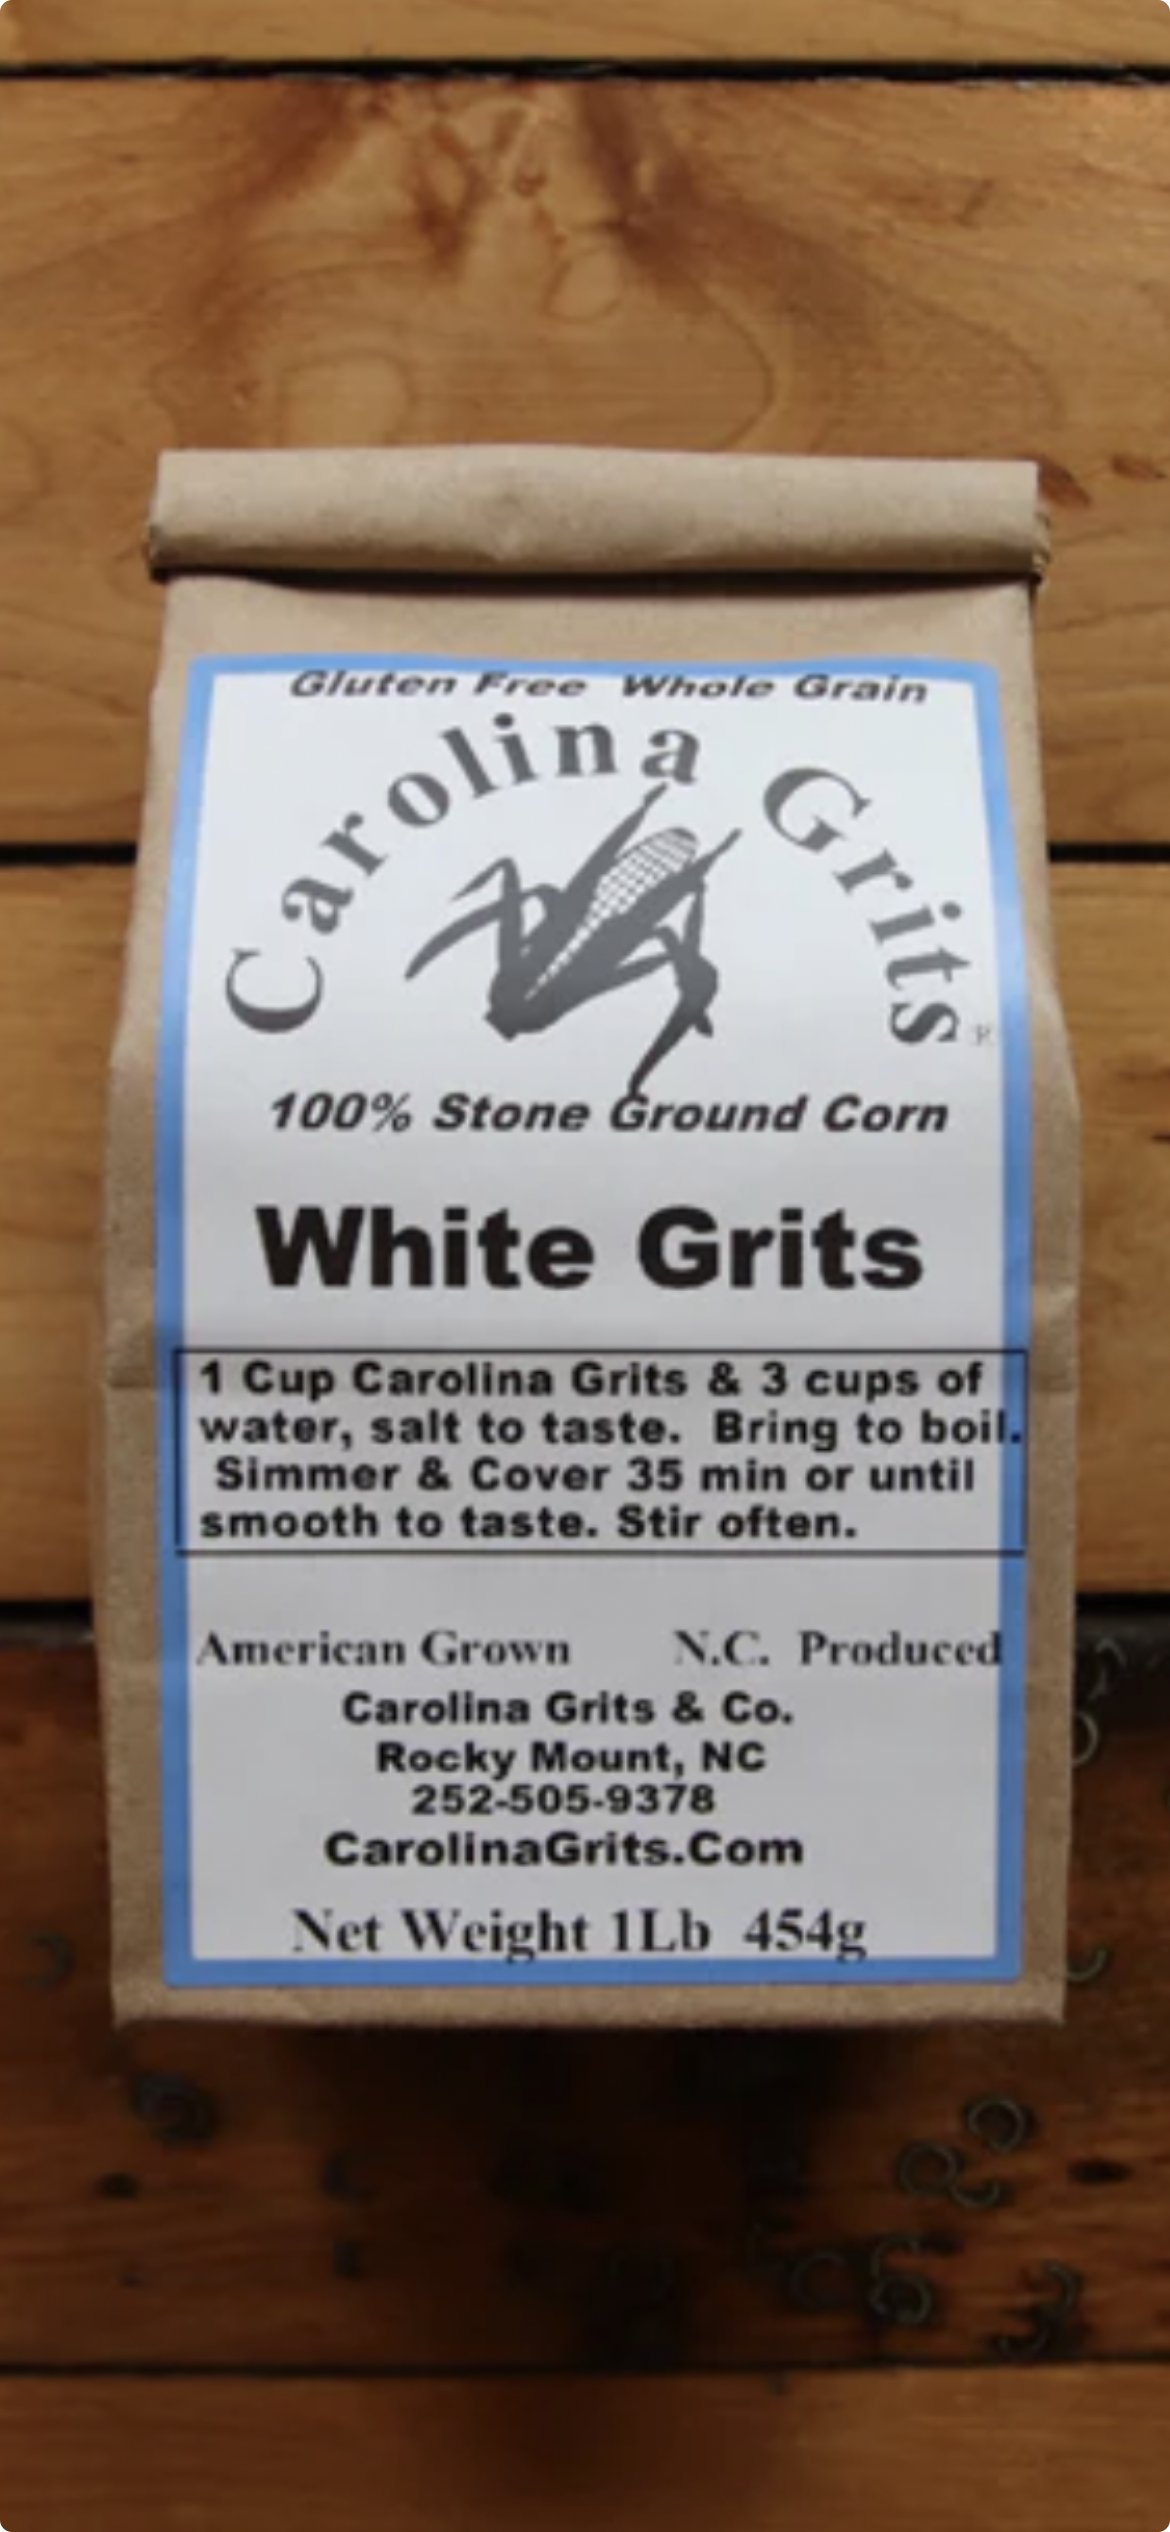 Gluten Free Whole Grain
Carolina Grits
100% Stone Ground Corn
White Grits
1 Cup Carolina Grits & 3 cups of
water, salt to taste. Bring to boil.
Simmer & Cover 35 min or until
smooth to taste. Stir often.
American Grown N.C. Produced
Carolina Grits & Co.
Rocky Mount, NC
252-505-9378
CarolinaGrits.Com
Net Weight 1Lb 454g